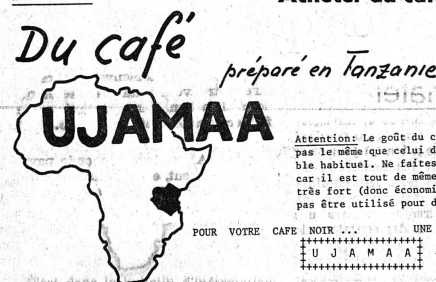 Acheter du caf
Du café
préparé en Tanzanie
UJAMAA
Attention: Le goût du c
pas le même que celui d
ble habituel. Ne faites
car il est tout de même
très fort (donc économi
pas être utilisé pour d
POUR VOTRE CAFE NOIR ... UNE
UJAMAA